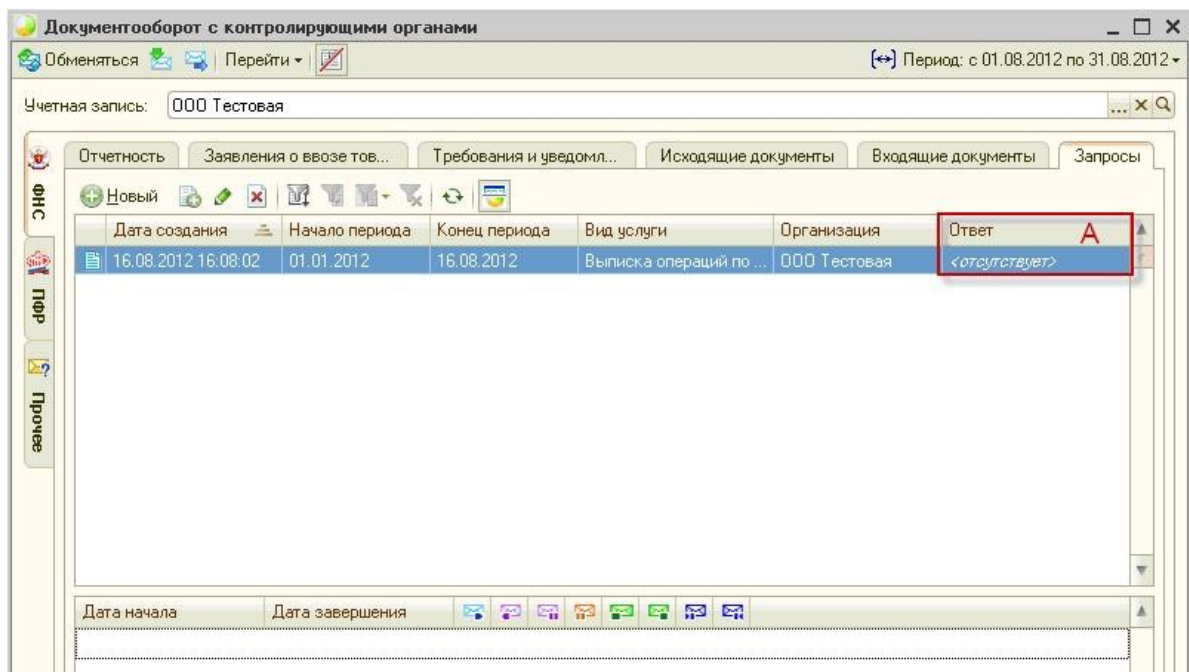 Документооборот с контролирующими органами
Обменяться Перейти Период: с 01.08.2012 по 31.08.2012
Учетная запись: ООО Тестовая ...
ФНС
ПФР
Прочее
Отчетность Заявления о ввозе тов... Требования и уведомл... Исходящие документы Входящие документы Запросы
Новый
Дата создания Начало периода Конец периода Вид услуги Организация Ответ A
16.08.2012 16:08:02 01.01.2012 16.08.2012 Выписка операций по ... ООО Тестовая <отсутствует>
Дата начала Дата завершения